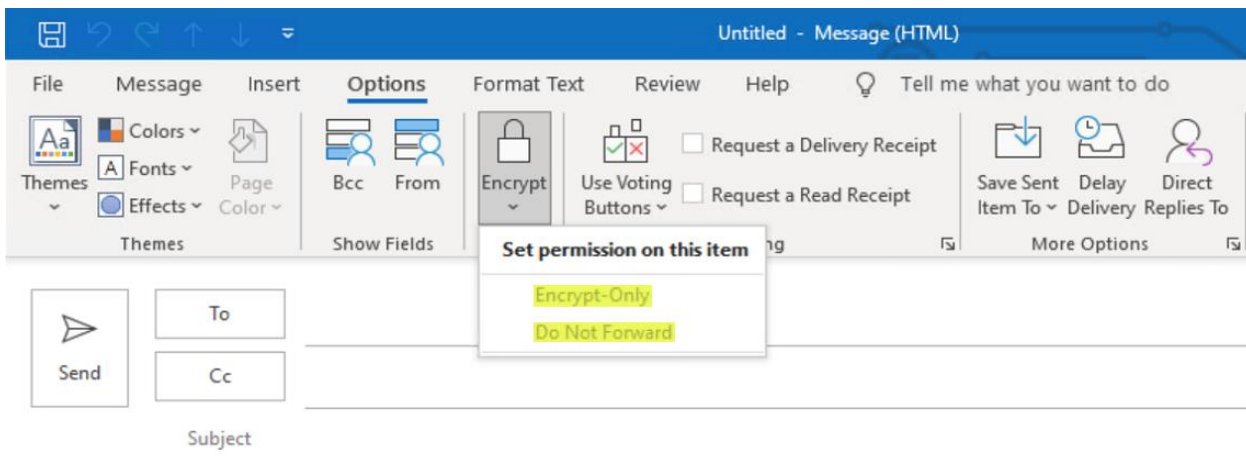 Untitled - Message (HTML)
File Message Insert Options Format Text Review Help Tell me what you want to do
Aa Colors
A Fonts
Effects
Themes
Page
Color
Bcc From
Encrypt
Use Voting
Buttons
Request a Delivery Receipt
Request a Read Receipt
Save Sent
Item To
Delay
Delivery
Direct
Replies To
Themes Show Fields ng More Options
Set permission on this item
Encrypt-Only
Do Not Forward
Send
To
Cc
Subject